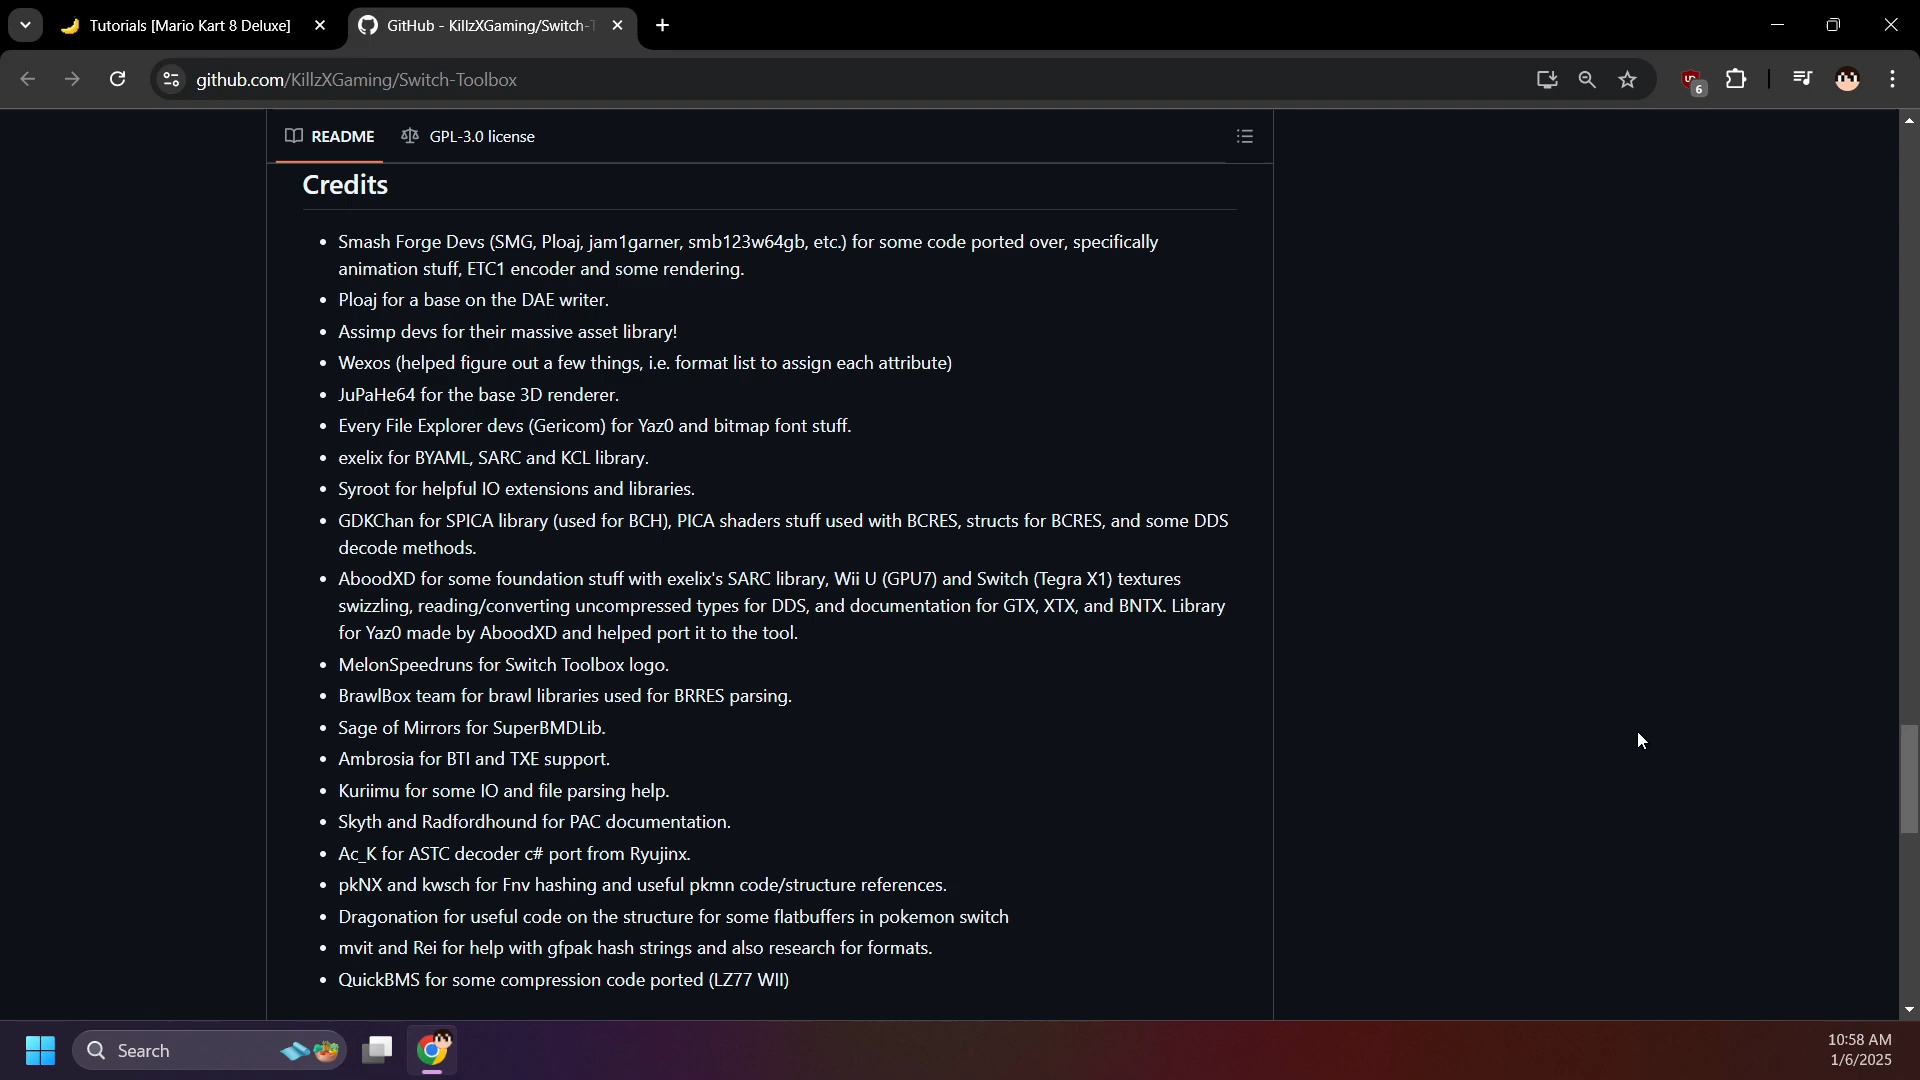 Tutorials [Mario Kart 8 Deluxe]
GitHub - KillzXGaming/Switch-T
github.com/KillzXGaming/Switch-Toolbox
6
README
GPL-3.0 license
Credits
• Smash Forge Devs (SMG, Ploaj, jam1garner, smb123w64gb, etc.) for some code ported over, specifically
animation stuff, ETC1 encoder and some rendering.
• Ploaj for a base on the DAE writer.
• Assimp devs for their massive asset library!
• Wexos (helped figure out a few things, i.e. format list to assign each attribute)
• JuPaHe64 for the base 3D renderer.
• Every File Explorer devs (Gericom) for Yaz0 and bitmap font stuff.
• exelix for BYAML, SARC and KCL library.
• Syroot for helpful IO extensions and libraries.
• GDKChan for SPICA library (used for BCH), PICA shaders stuff used with BCRES, structs for BCRES, and some DDS
decode methods.
• AboodXD for some foundation stuff with exelix's SARC library, Wii U (GPU7) and Switch (Tegra X1) textures
swizzling, reading/converting uncompressed types for DDS, and documentation for GTX, XTX, and BNTX. Library
for Yaz0 made by AboodXD and helped port it to the tool.
• MelonSpeedruns for Switch Toolbox logo.
• BrawlBox team for brawl libraries used for BRRES parsing.
• Sage of Mirrors for SuperBMDLib.
• Ambrosia for BTI and TXE support.
• Kuriimu for some IO and file parsing help.
• Skyth and Radfordhound for PAC documentation.
• Ac_K for ASTC decoder c# port from Ryujinx.
• pkNX and kwsch for Fnv hashing and useful pkmn code/structure references.
• Dragonation for useful code on the structure for some flatbuffers in pokemon switch
• mvit and Rei for help with gfpak hash strings and also research for formats.
• QuickBMS for some compression code ported (LZ77 WII)
Search
10:58 AM
1/6/2025